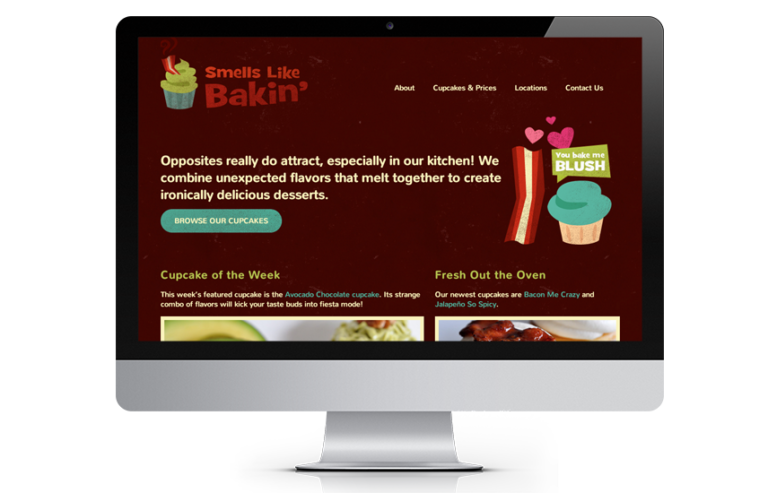 Smells Like
Bakin'
About Cupcakes & Prices Locations Contact Us
Opposites really do attract, especially in our kitchen! We
combine unexpected flavors that melt together to create
ironically delicious desserts.
BROWSE OUR CUPCAKES
You bake me
BLUSH
Cupcake of the Week
This week's featured cupcake is the Avocado Chocolate cupcake. Its strange
combo of flavors will kick your taste buds into fiesta mode!
Fresh Out the Oven
Our newest cupcakes are Bacon Me Crazy and
Jalapeño So Spicy.